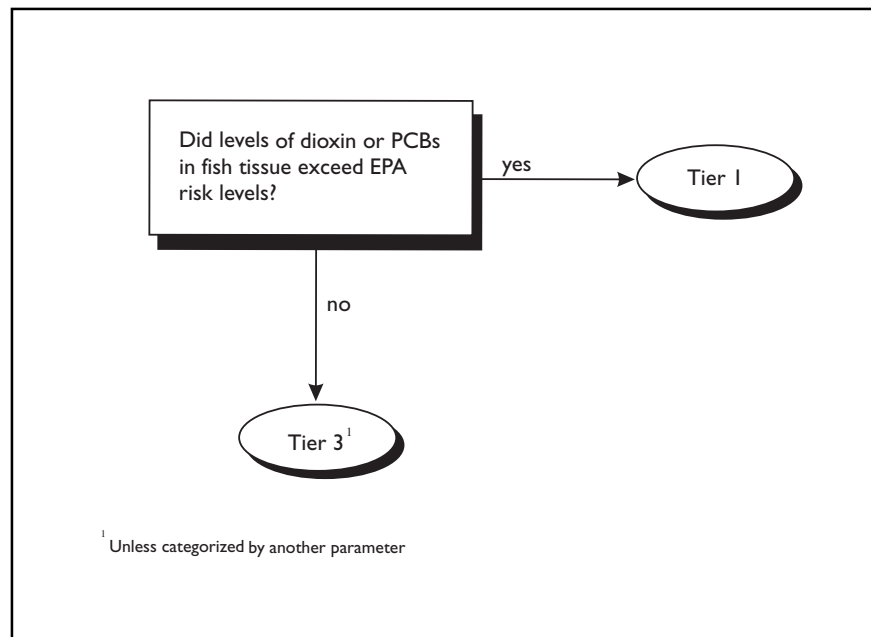 Did levels of dioxin or PCBs
in fish tissue exceed EPA
risk levels?
yes
Tier 1
no
Tier 3¹
¹ Unless categorized by another parameter